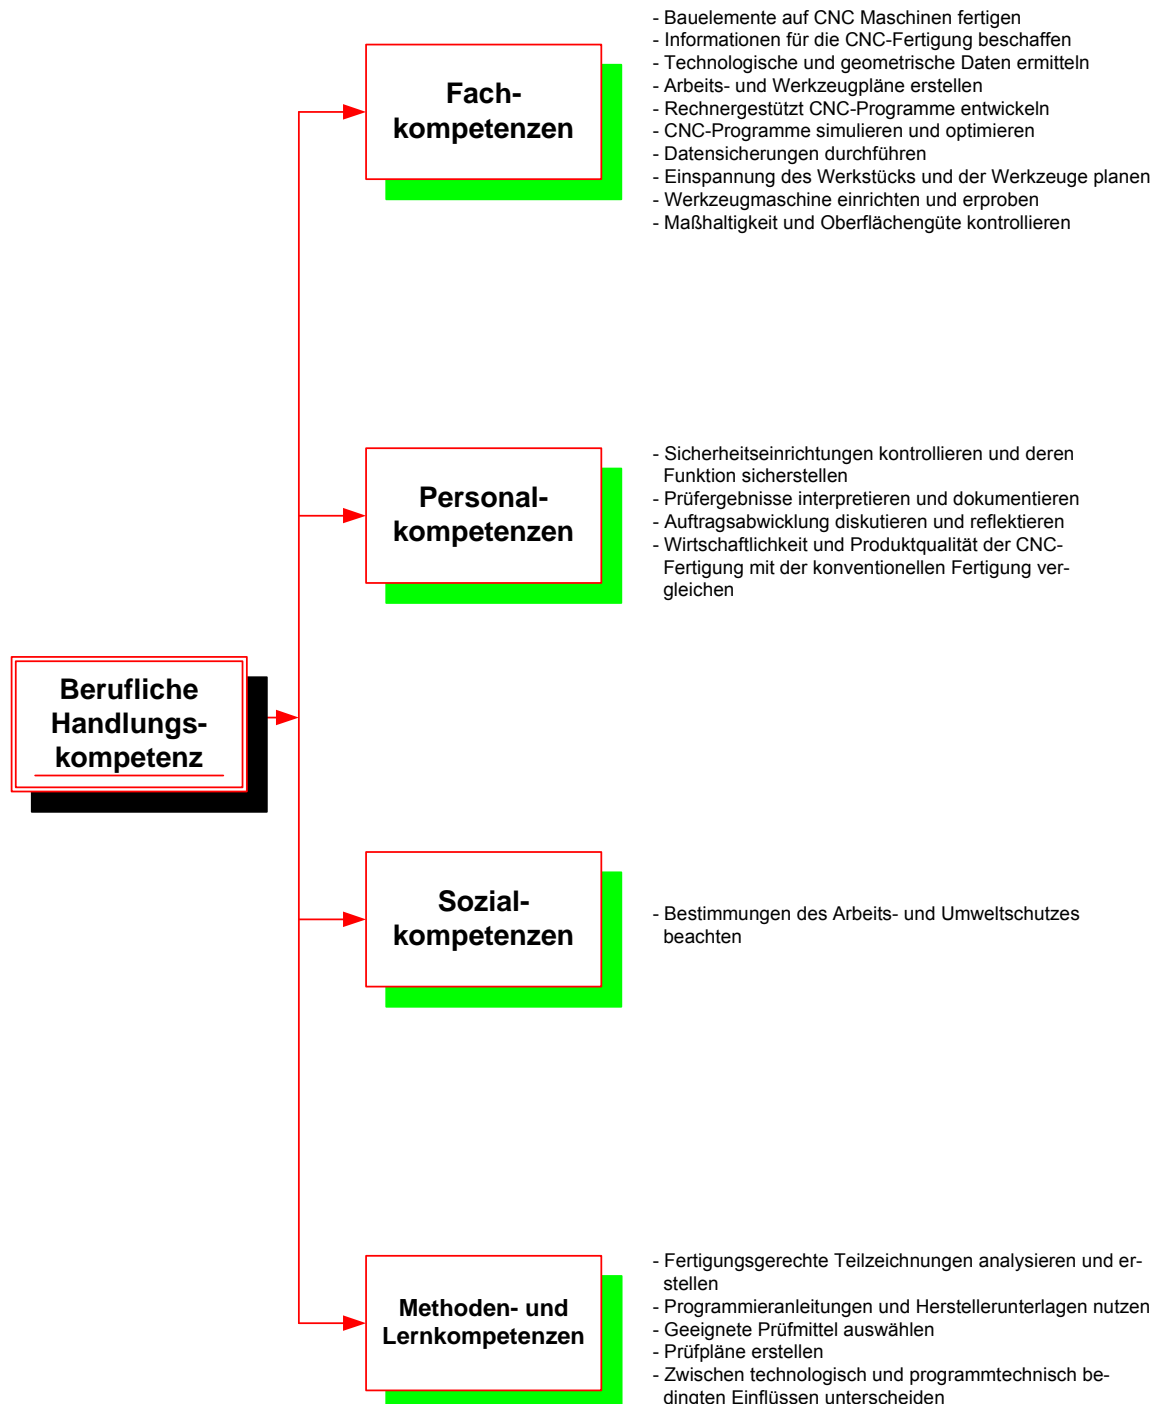 Berufliche
Handlungs-
kompetenz
Fach-
kompetenzen
- Bauelemente auf CNC Maschinen fertigen
- Informationen für die CNC-Fertigung beschaffen
- Technologische und geometrische Daten ermitteln
- Arbeits- und Werkzeugpläne erstellen
- Rechnergestützt CNC-Programme entwickeln
- CNC-Programme simulieren und optimieren
- Datensicherungen durchführen
- Einspannung des Werkstücks und der Werkzeuge planen
- Werkzeugmaschine einrichten und erproben
- Maßhaltigkeit und Oberflächengüte kontrollieren
Personal-
kompetenzen
- Sicherheitseinrichtungen kontrollieren und deren
Funktion sicherstellen
- Prüfergebnisse interpretieren und dokumentieren
- Auftragsabwicklung diskutieren und reflektieren
- Wirtschaftlichkeit und Produktqualität der CNC-
Fertigung mit der konventionellen Fertigung ver-
gleichen
Sozial-
kompetenzen
- Bestimmungen des Arbeits- und Umweltschutzes
beachten
Methoden- und
Lernkompetenzen
- Fertigungsgerechte Teilzeichnungen analysieren und er-
stellen
- Programmieranleitungen und Herstellerunterlagen nutzen
- Geeignete Prüfmittel auswählen
- Prüfpläne erstellen
- Zwischen technologisch und programmtechnisch be-
dingten Einflüssen unterscheiden